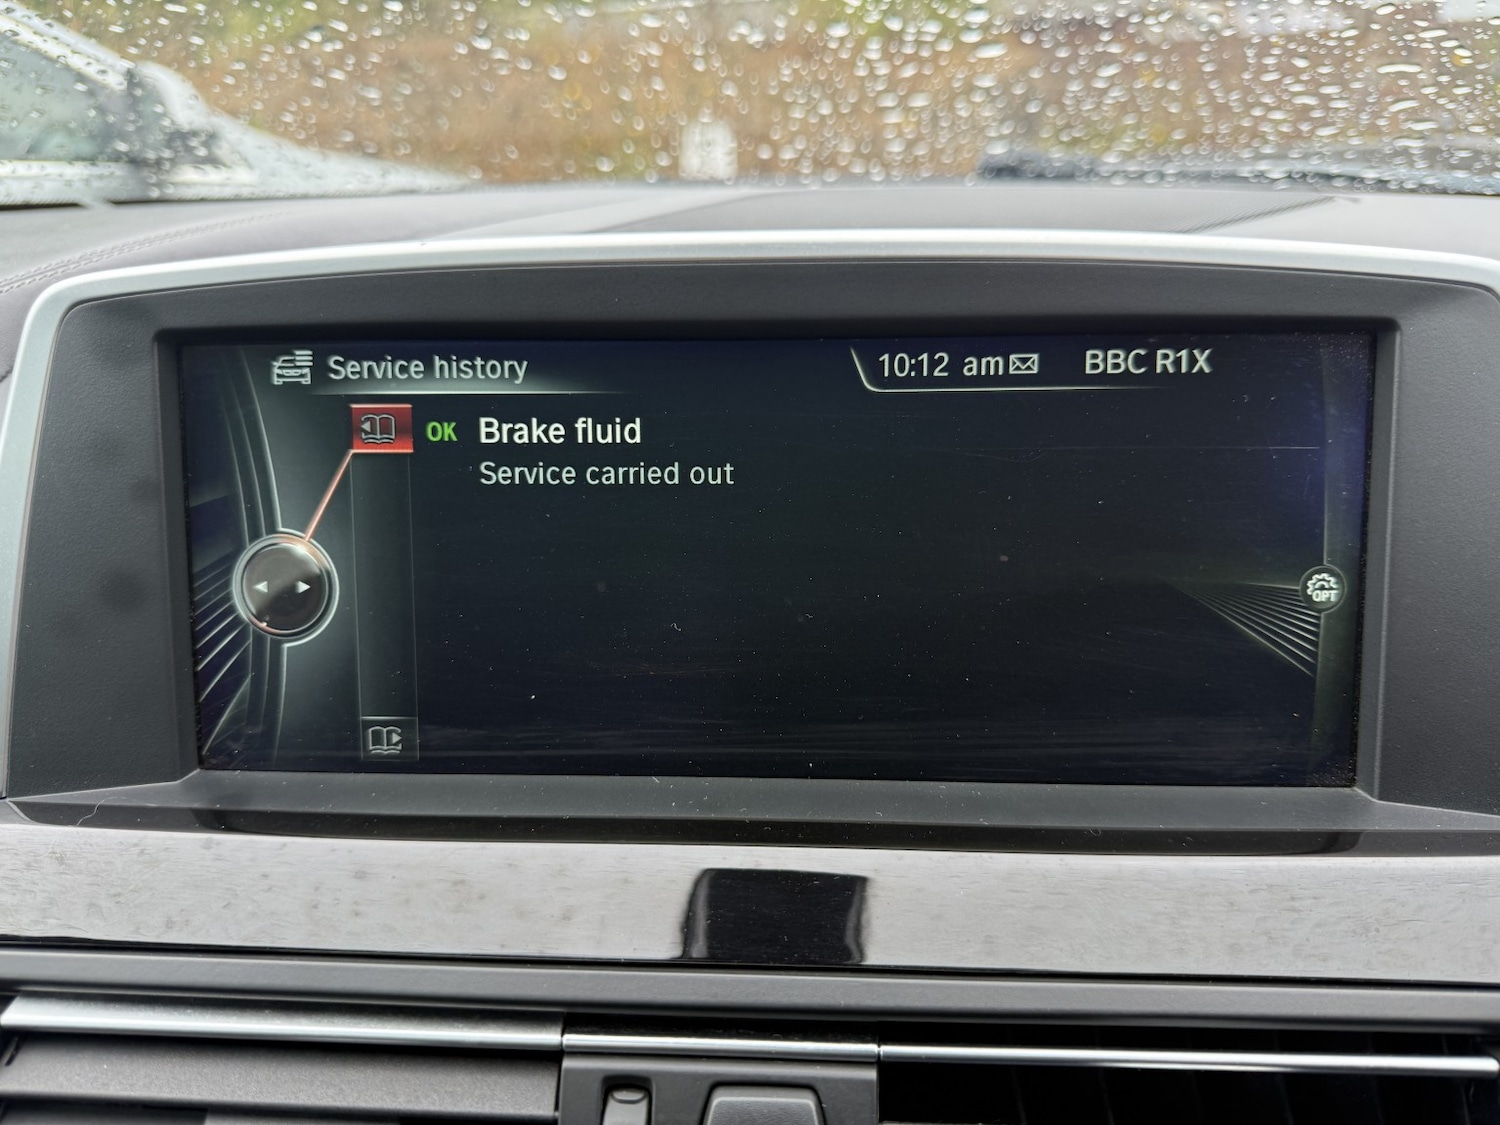 Service history
10:12 am BBC R1X
OK Brake fluid
Service carried out
OPT